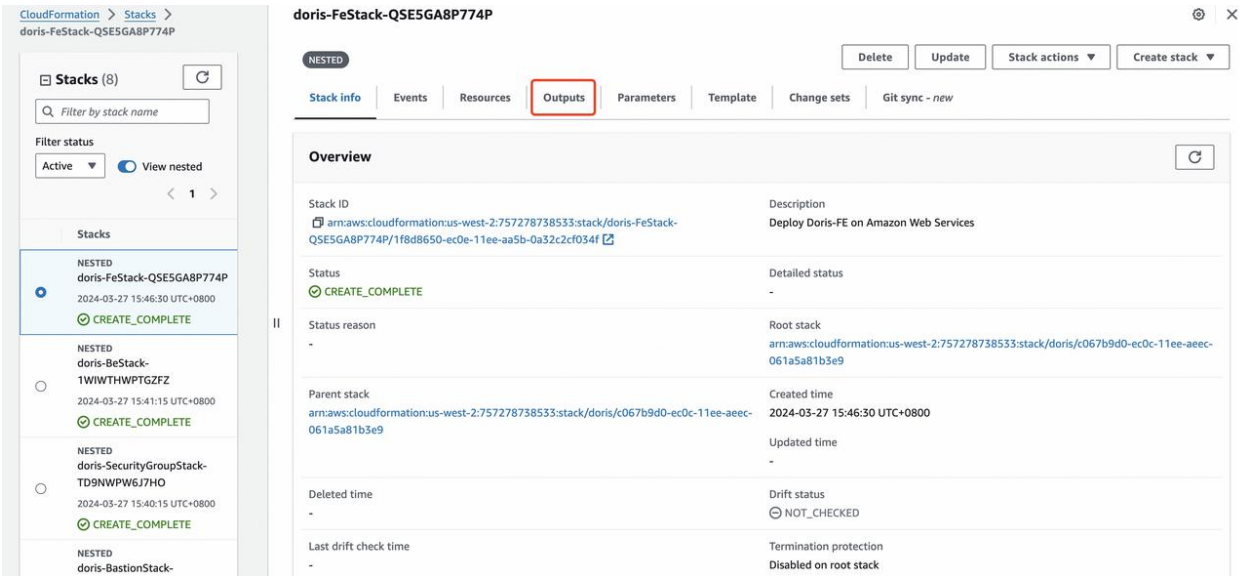 CloudFormation > Stacks >
doris-FeStack-QSE5GA8P774P
Stacks (8)
Filter by stack name
Filter status
Active
View nested
< 1 >
Stacks
NESTED
doris-FeStack-QSE5GA8P774P
2024-03-27 15:46:30 UTC+0800
CREATE_COMPLETE
NESTED
doris-BeStack-
1WIWTHWPTGZFZ
2024-03-27 15:41:15 UTC+0800
CREATE_COMPLETE
NESTED
doris-SecurityGroupStack-
TD9NWPW6J7HO
2024-03-27 15:40:15 UTC+0800
CREATE_COMPLETE
NESTED
doris-BastionStack-
doris-FeStack-QSE5GA8P774P
NESTED
Delete
Update
Stack actions
Create stack
Stack info
Events
Resources
Outputs
Parameters
Template
Change sets
Git sync - new
Overview
Stack ID
arn:aws:cloudformation:us-west-2:757278738533:stack/doris-FeStack-
QSE5GA8P774P/1f8d8650-ec0e-11ee-aa5b-0a32c2cf034f
Description
Deploy Doris-FE on Amazon Web Services
Status
CREATE_COMPLETE
Detailed status
-
Status reason
-
Root stack
arn:aws:cloudformation:us-west-2:757278738533:stack/doris/c067b9d0-ec0c-11ee-aeec-
061a5a81b3e9
Parent stack
arn:aws:cloudformation:us-west-2:757278738533:stack/doris/c067b9d0-ec0c-11ee-aeec-
061a5a81b3e9
Created time
2024-03-27 15:46:30 UTC+0800
Updated time
-
Deleted time
-
Drift status
NOT_CHECKED
Last drift check time
-
Termination protection
Disabled on root stack